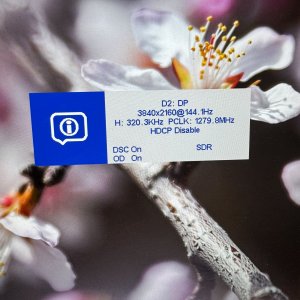 D2: DP
3840x2160@144.1Hz
H: 320.3KHz PCLK: 1279.8MHz
HDCP Disable
DSC On SDR
OD On